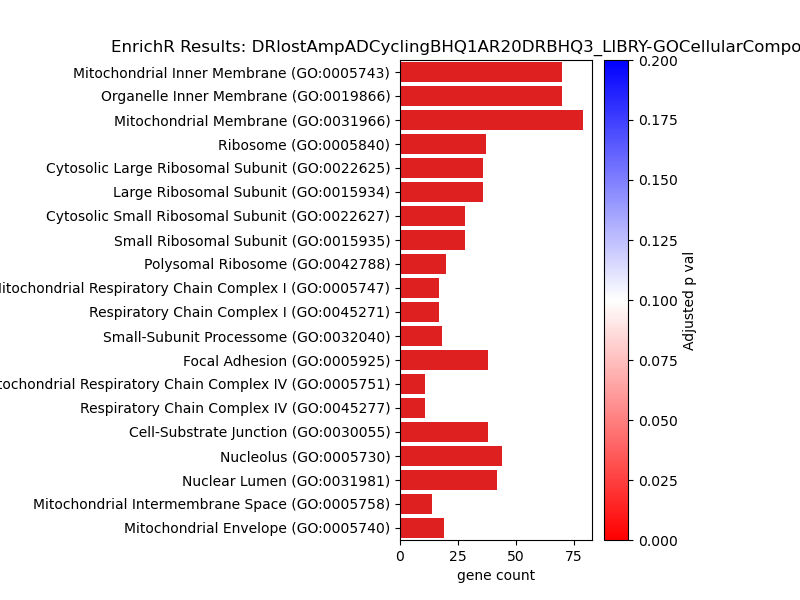 EnrichR Results: DRlostAmpADCyclingBHQ1AR20DRBHQ3_LIBRY-GOCellularCompo
Mitochondrial Inner Membrane (GO:0005743)
Organelle Inner Membrane (GO:0019866)
Mitochondrial Membrane (GO:0031966)
Ribosome (GO:0005840)
Cytosolic Large Ribosomal Subunit (GO:0022625)
Large Ribosomal Subunit (GO:0015934)
Cytosolic Small Ribosomal Subunit (GO:0022627)
Small Ribosomal Subunit (GO:0015935)
Polysomal Ribosome (GO:0042788)
itochondrial Respiratory Chain Complex I (GO:0005747)
Respiratory Chain Complex I (GO:0045271)
Small-Subunit Processome (GO:0032040)
Focal Adhesion (GO:0005925)
tochondrial Respiratory Chain Complex IV (GO:0005751)
Respiratory Chain Complex IV (GO:0045277)
Cell-Substrate Junction (GO:0030055)
Nucleolus (GO:0005730)
Nuclear Lumen (GO:0031981)
Mitochondrial Intermembrane Space (GO:0005758)
Mitochondrial Envelope (GO:0005740)
0 25 50 75
gene count
0.200
0.175
0.150
0.125
0.100
0.075
0.050
0.025
0.000
Adjusted p val